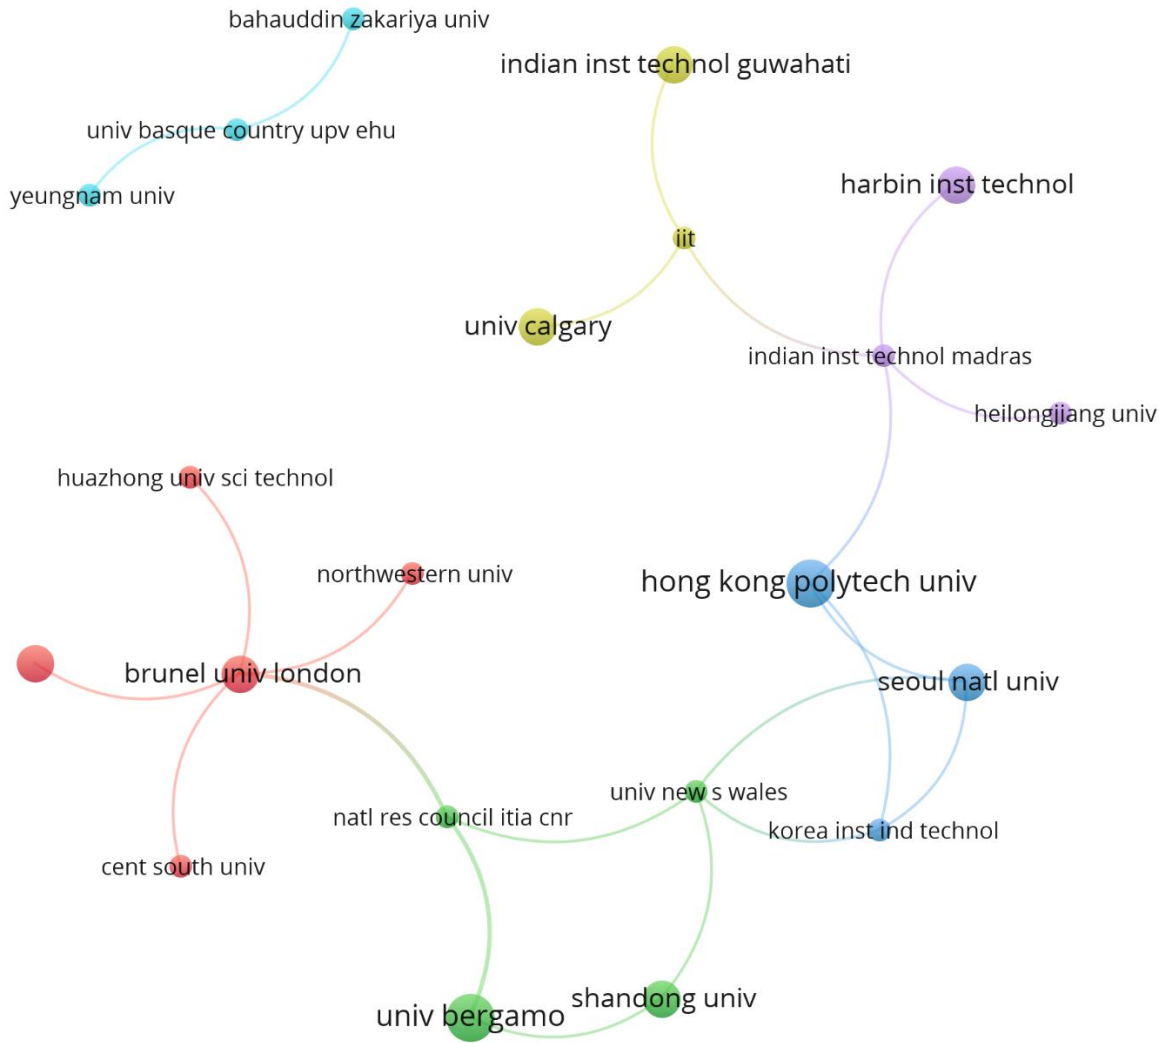 bahauddin zakariya univ
indian inst technol guwahati
univ basque country upv ehu
yeungnam univ
harbin inst technol
iit
univ calgary
indian inst technol madras
heilongjiang univ
huazhong univ sci technol
northwestern univ
hong kong polytech univ
brunel univ london
seoul natl univ
univ new s wales
natl res council itia cnr
korea inst ind technol
cent south univ
shandong univ
univ bergamo